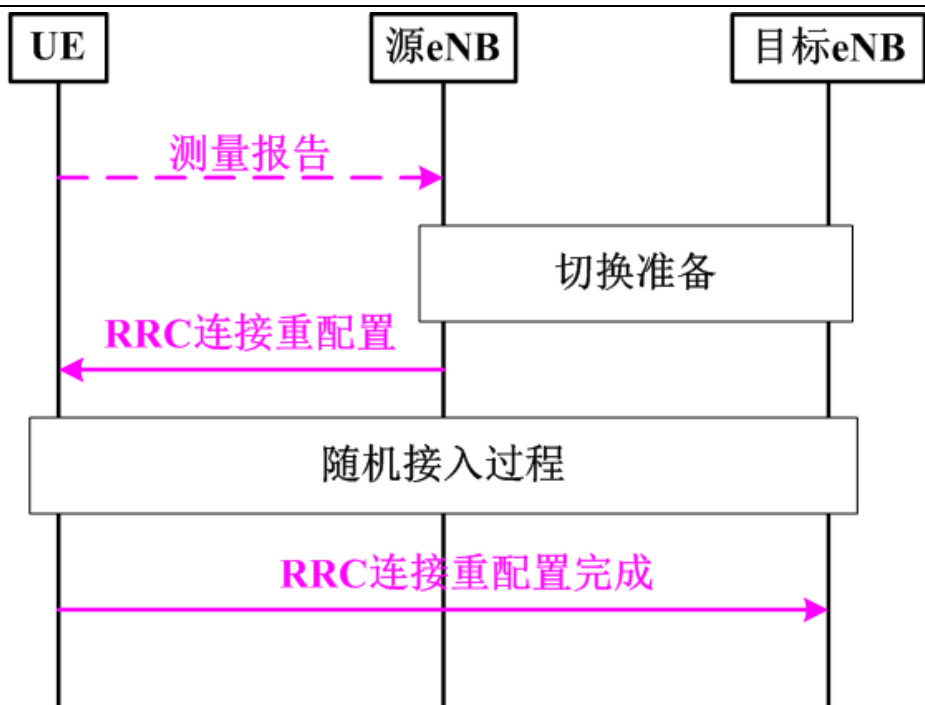 UE
源eNB
目标eNB
测量报告
切换准备
RRC连接重配置
随机接入过程
RRC连接重配置完成